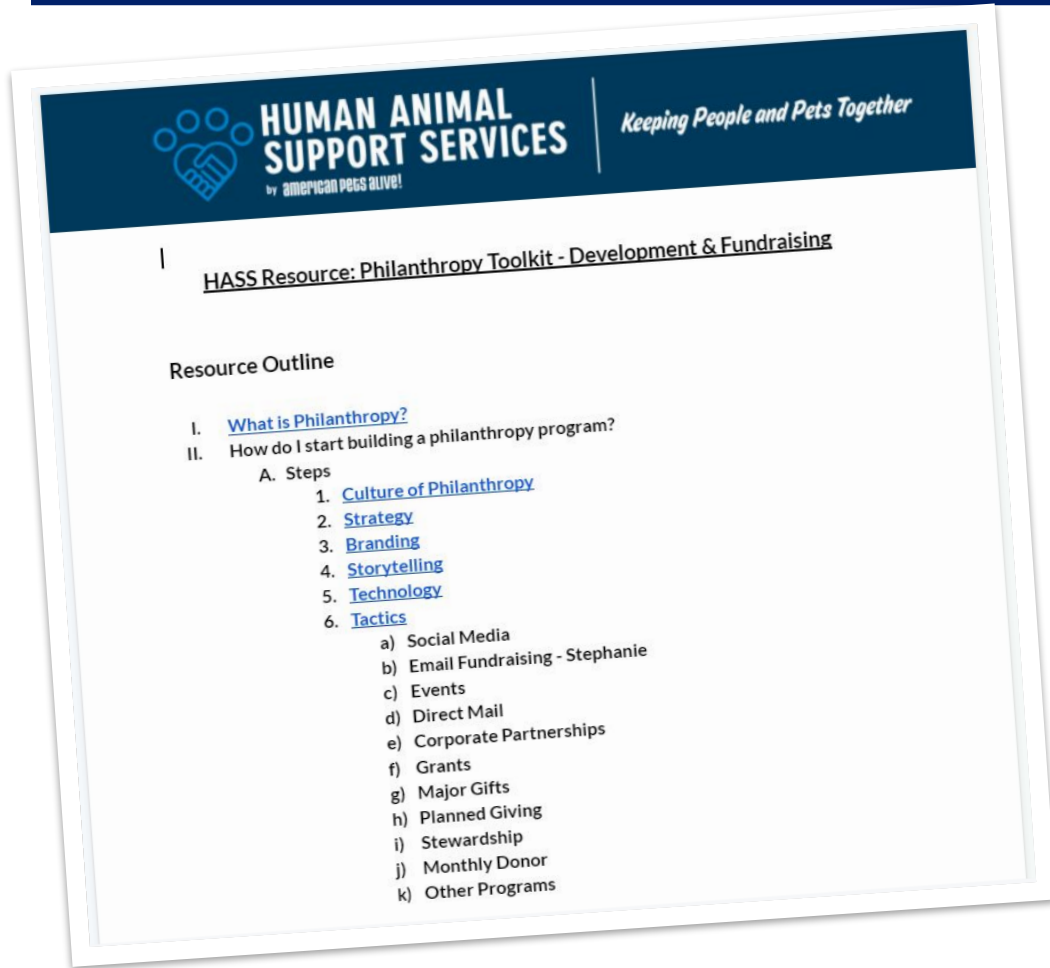 HUMAN ANIMAL
SUPPORT SERVICES
by american pets alive!
Keeping People and Pets Together
HASS Resource: Philanthropy Toolkit - Development & Fundraising
Resource Outline
I. What is Philanthropy?
II. How do I start building a philanthropy program?
A. Steps
1. Culture of Philanthropy
2. Strategy
3. Branding
4. Storytelling
5. Technology
6. Tactics
a) Social Media
b) Email Fundraising - Stephanie
c) Events
d) Direct Mail
e) Corporate Partnerships
f) Grants
g) Major Gifts
h) Planned Giving
i) Stewardship
j) Monthly Donor
k) Other Programs